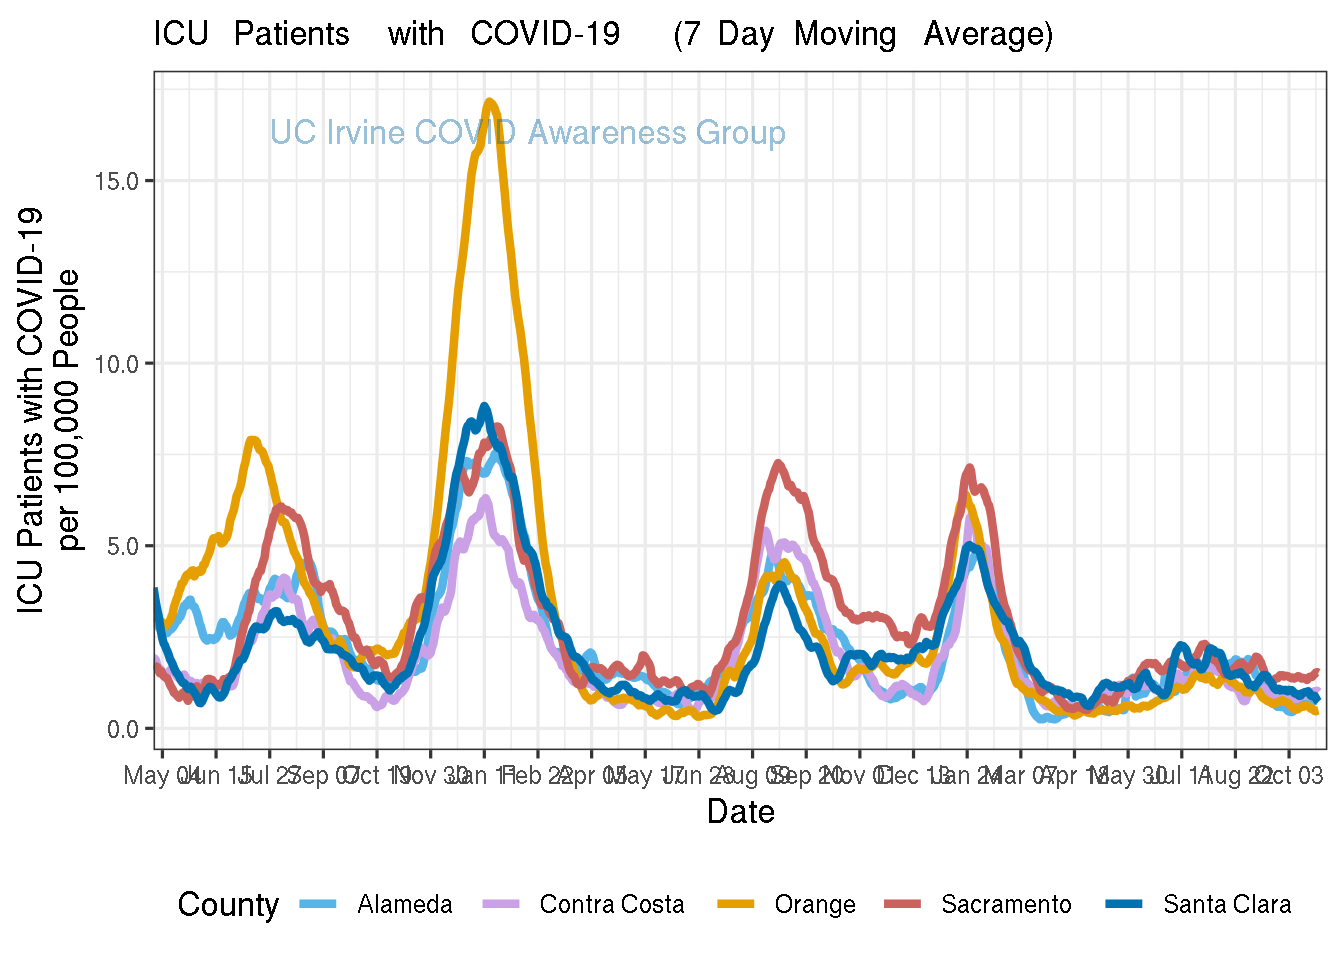 ICU Patients with COVID-19 (7 Day Moving Average)
UC Irvine COVID Awareness Group
15.0
10.0
5.0
0.0
ICU Patients with COVID-19
per 100,000 People
May 04 Jun 15 Jul 27 Sep 07 Oct 19 Nov 30 Jan 11 Feb 22 Apr 05 May 17 Jun 28 Aug 09 Sep 20 Nov 01 Dec 13 Jan 24 Mar 07 Apr 18 May 30 Jul 11 Aug 22 Oct 03
Date
County Alameda Contra Costa Orange Sacramento Santa Clara